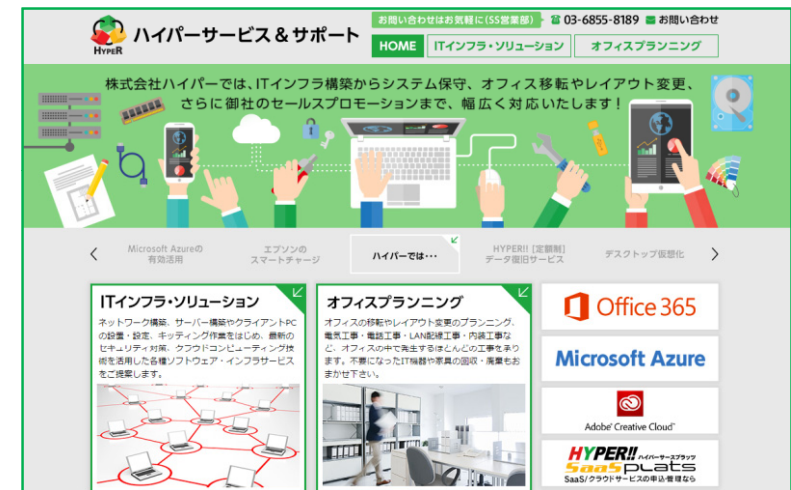 HYPER
ハイパーサービス＆サポート
お問い合わせはお気軽に(SS営業部)
03-6855-8189
お問い合わせ
HOME
ITインフラ・ソリューション
オフィスプランニング
株式会社ハイパーでは、ITインフラ構築からシステム保守、オフィス移転やレイアウト変更、
さらに御社のセールスプロモーションまで、幅広く対応いたします！
Microsoft Azureの
有効活用
エプソンの
スマートチャージ
ハイパーでは･･･
HYPER!! [定額制]
データ復旧サービス
デスクトップ仮想化
ITインフラ・ソリューション
ネットワーク構築、サーバー構築やクライアントPC
の設置・設定、キッティング作業をはじめ、最新の
セキュリティ対策、クラウドコンピューティング技
術を活用した各種ソフトウェア・インフラサービス
をご提案します。
オフィスプランニング
オフィスの移転やレイアウト変更のプランニング、
電気工事・電話工事・LAN配線工事・内装工事な
ど、オフィスの中で発生するほとんどの工事を承り
ます。不要になったIT機器や家具の回収・廃棄もお
まかせ下さい。
Office 365
Microsoft Azure
Adobe® Creative Cloud™
HYPER!! ハイパーサースプラッツ
SaaS plats
SaaS/クラウドサービスの申込・管理なら